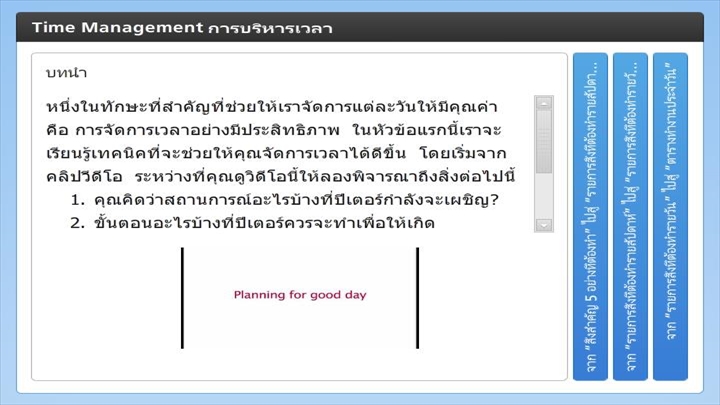 Time Management การบริหารเวลา
บทนำ
หนึ่งในทักษะที่สำคัญที่ช่วยให้เราจัดการแต่ละวันให้มีคุณค่า
คือ การจัดการเวลาอย่างมีประสิทธิภาพ ในหัวข้อแรกนี้เราจะ
เรียนรู้เทคนิคที่จะช่วยให้คุณจัดการเวลาได้ดีขึ้น โดยเริ่มจาก
คลิปวีดีโอ ระหว่างที่คุณดูวิดีโอนี้ให้ลองพิจารณาถึงสิ่งต่อไปนี้
1. คุณคิดว่าสถานการณ์อะไรบ้างที่ปีเตอร์กำลังจะเผชิญ?
2. ขั้นตอนอะไรบ้างที่ปีเตอร์ควรจะทำเพื่อให้เกิด
Planning for good day
จาก "สิ่งสำคัญ 5 อย่างที่ต้องทำ" ไปสู่ "รายการสิ่งที่ต้องทำรายสัปดา...
จาก "รายการสิ่งที่ต้องทำรายสัปดาห์" ไปสู่ "รายการสิ่งที่ต้องทำรายวั...
จาก "รายการสิ่งที่ต้องทำรายวัน" ไปสู่ "ตารางทำงานประจำวัน"